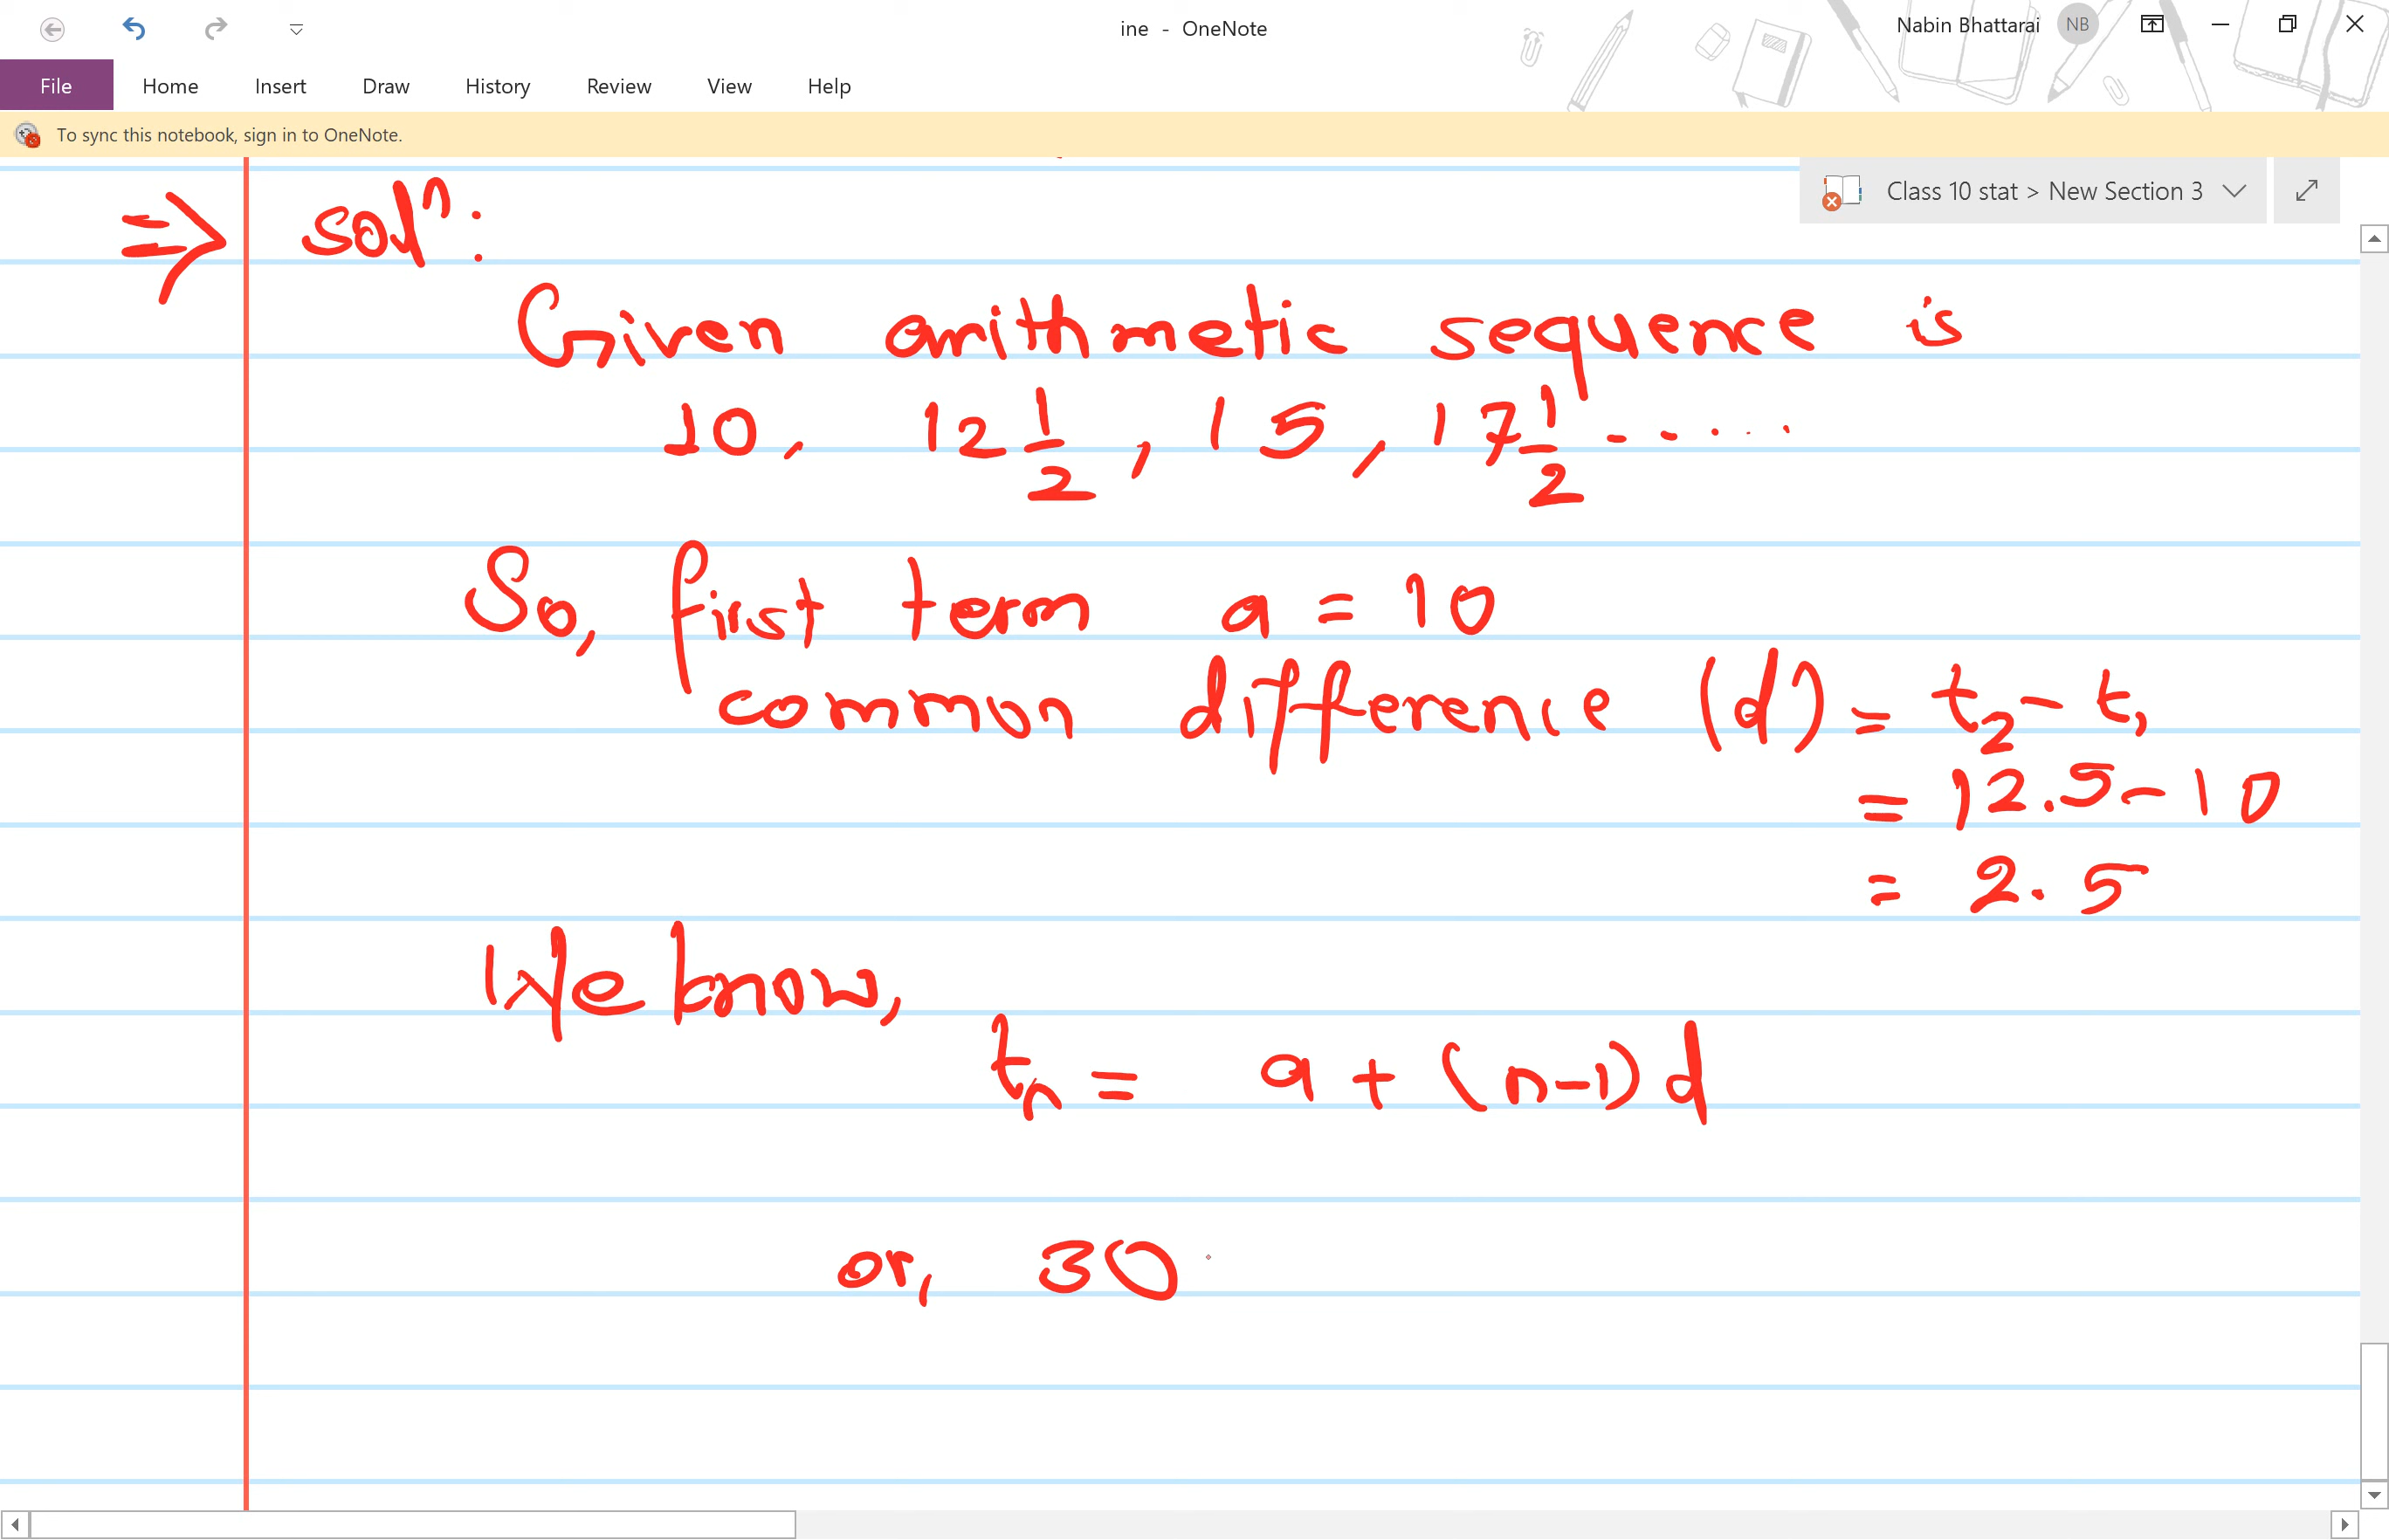 ine - OneNote
Nabin Bhattarai NB
File Home Insert Draw History Review View Help
To sync this notebook, sign in to OneNote.
Class 10 stat > New Section 3
⇒ solⁿ:
Given arithmetic sequence is
10, 12 1/2, 15, 17 1/2 - - ....
So, first term a = 10
common difference (d) = t₂ - t₁
= 12.5 - 10
= 2.5
We know,
tₙ = a + (n-1)d
or, 30